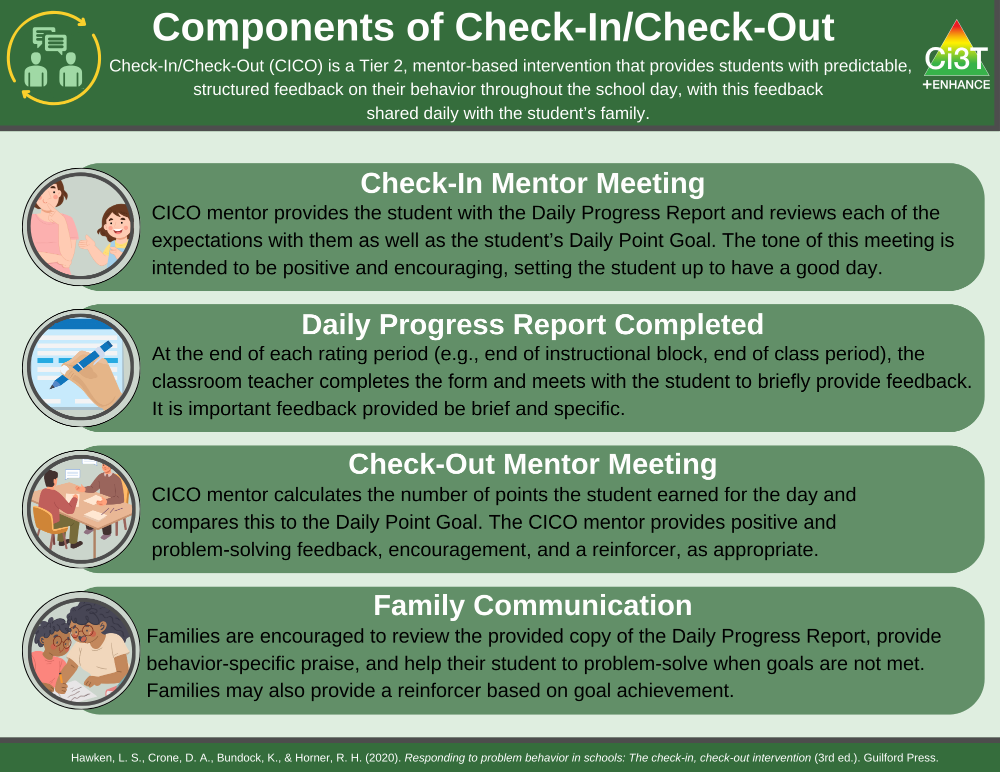 Components of Check-In/Check-Out
Check-In/Check-Out (CICO) is a Tier 2, mentor-based intervention that provides students with predictable,
structured feedback on their behavior throughout the school day, with this feedback
shared daily with the student’s family.
Ci3T
+ENHANCE
Check-In Mentor Meeting
CICO mentor provides the student with the Daily Progress Report and reviews each of the
expectations with them as well as the student’s Daily Point Goal. The tone of this meeting is
intended to be positive and encouraging, setting the student up to have a good day.
Daily Progress Report Completed
At the end of each rating period (e.g., end of instructional block, end of class period), the
classroom teacher completes the form and meets with the student to briefly provide feedback.
It is important feedback provided be brief and specific.
Check-Out Mentor Meeting
CICO mentor calculates the number of points the student earned for the day and
compares this to the Daily Point Goal. The CICO mentor provides positive and
problem-solving feedback, encouragement, and a reinforcer, as appropriate.
Family Communication
Families are encouraged to review the provided copy of the Daily Progress Report, provide
behavior-specific praise, and help their student to problem-solve when goals are not met.
Families may also provide a reinforcer based on goal achievement.
Hawken, L. S., Crone, D. A., Bundock, K., & Horner, R. H. (2020). Responding to problem behavior in schools: The check-in, check-out intervention (3rd ed.). Guilford Press.